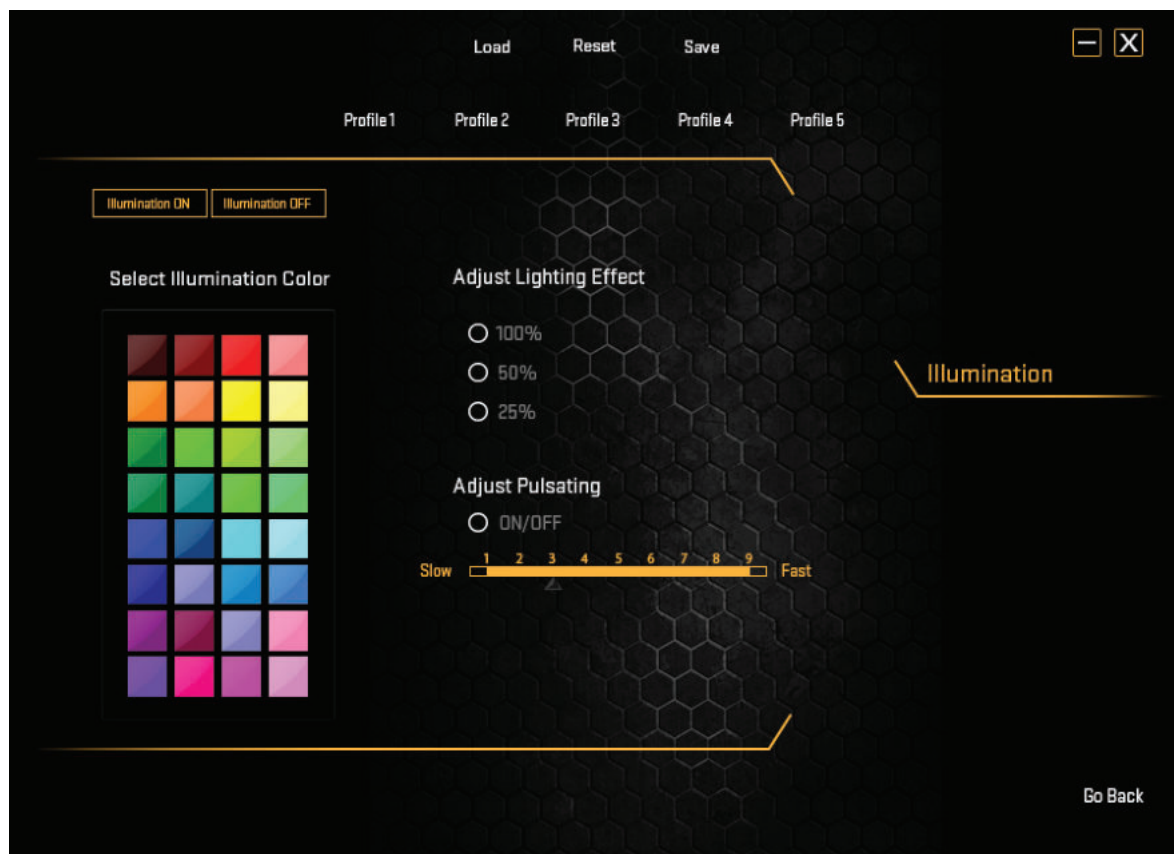 Load Reset Save
X
Profile 1 Profile 2 Profile 3 Profile 4 Profile 5
Illumination ON Illumination OFF
Select Illumination Color
Adjust Lighting Effect
100%
50%
25%
Illumination
Adjust Pulsating
ON/OFF
1 2 3 4 5 6 7 8 9
Slow Fast
Go Back